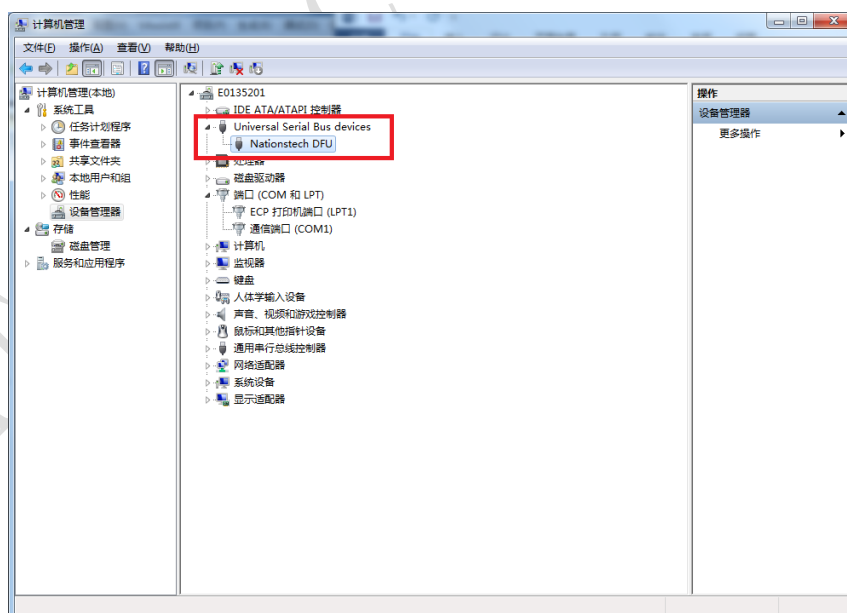 计算机管理
文件(F) 操作(A) 查看(V) 帮助(H)
计算机管理(本地)
系统工具
任务计划程序
事件查看器
共享文件夹
本地用户和组
性能
设备管理器
存储
磁盘管理
服务和应用程序
E0135201
IDE ATA/ATAPI 控制器
Universal Serial Bus devices
Nationstech DFU
处理器
磁盘驱动器
端口 (COM 和 LPT)
ECP 打印机端口 (LPT1)
通信端口 (COM1)
计算机
监视器
键盘
人体学输入设备
声音、视频和游戏控制器
鼠标和其他指针设备
通用串行总线控制器
网络适配器
系统设备
显示适配器
操作
设备管理器
更多操作